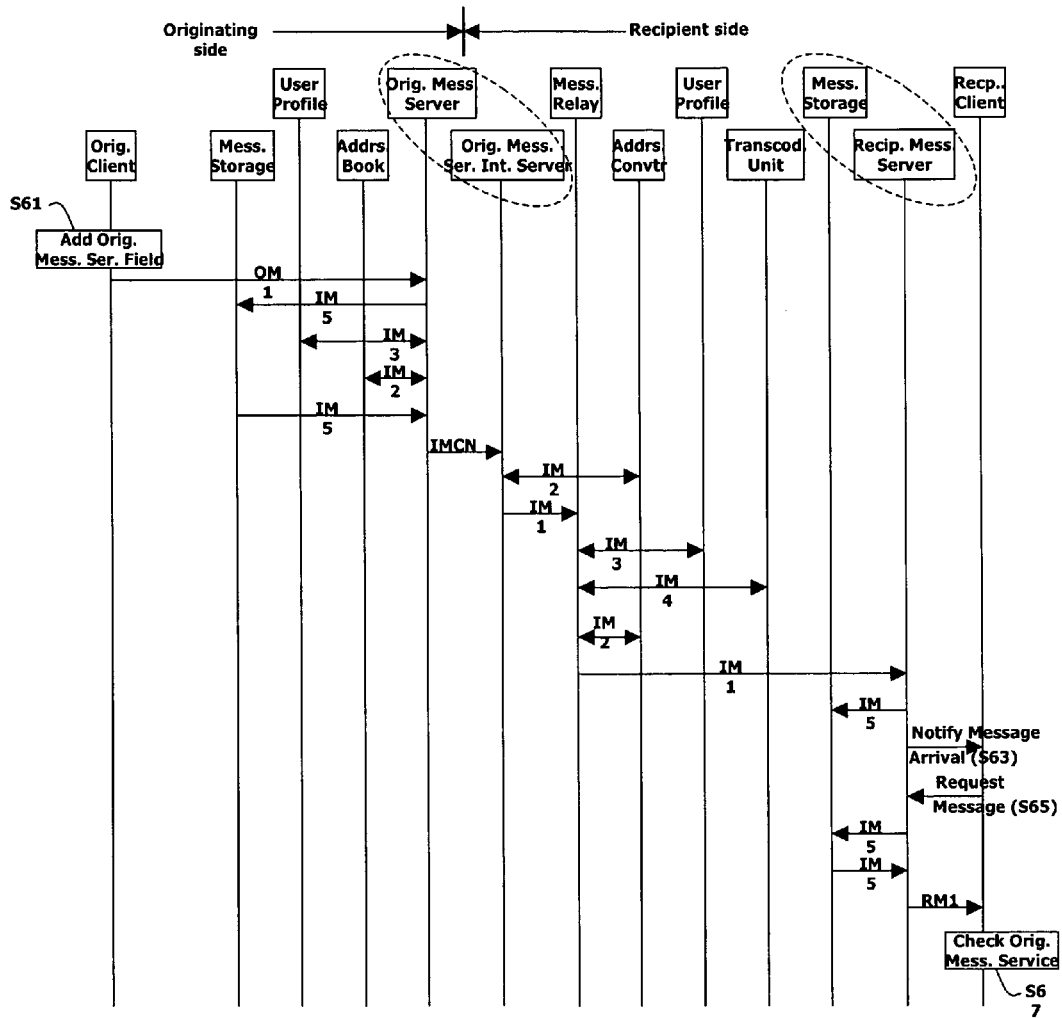 Originating
side
Recipient side
User
Profile
Orig. Mess
Server
Mess.
Relay
User
Profile
Mess.
Storage
Recp..
Client
Orig.
Client
Mess.
Storage
Addrs.
Book
Orig. Mess.
Ser. Int. Server
Addrs.
Convtr
Transcod.
Unit
Recip. Mess.
Server
S61
Add Orig.
Mess. Ser. Field
OM
1
IM
5
IM
3
IM
2
IM
5
IMCN
IM
2
IM
1
IM
3
IM
4
IM
2
IM
1
IM
5
Notify Message
Arrival (S63)
Request
Message (S65)
IM
5
IM
5
RM1
Check Orig.
Mess. Service
S6
7